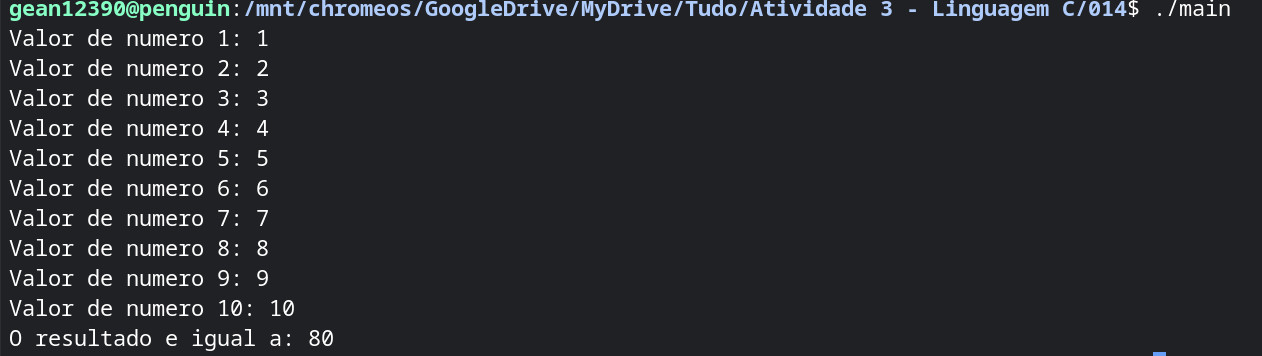 gean12390@penguin:/mnt/chromeos/GoogleDrive/MyDrive/Tudo/Atividade 3 - Linguagem C/014$ ./main
Valor de numero 1: 1
Valor de numero 2: 2
Valor de numero 3: 3
Valor de numero 4: 4
Valor de numero 5: 5
Valor de numero 6: 6
Valor de numero 7: 7
Valor de numero 8: 8
Valor de numero 9: 9
Valor de numero 10: 10
O resultado e igual a: 80